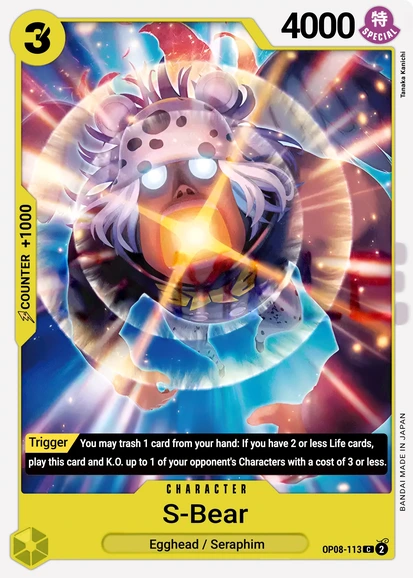 3
4000
特
SPECIAL
Tanaka Kanichi
COUNTER +1000
SAMPLE
Trigger You may trash 1 card from your hand: If you have 2 or less Life cards,
play this card and K.O. up to 1 of your opponent's Characters with a cost of 3 or less.
CHARACTER
S-Bear
Egghead / Seraphim
OP08-113 C 2
BANDAI MADE IN JAPAN